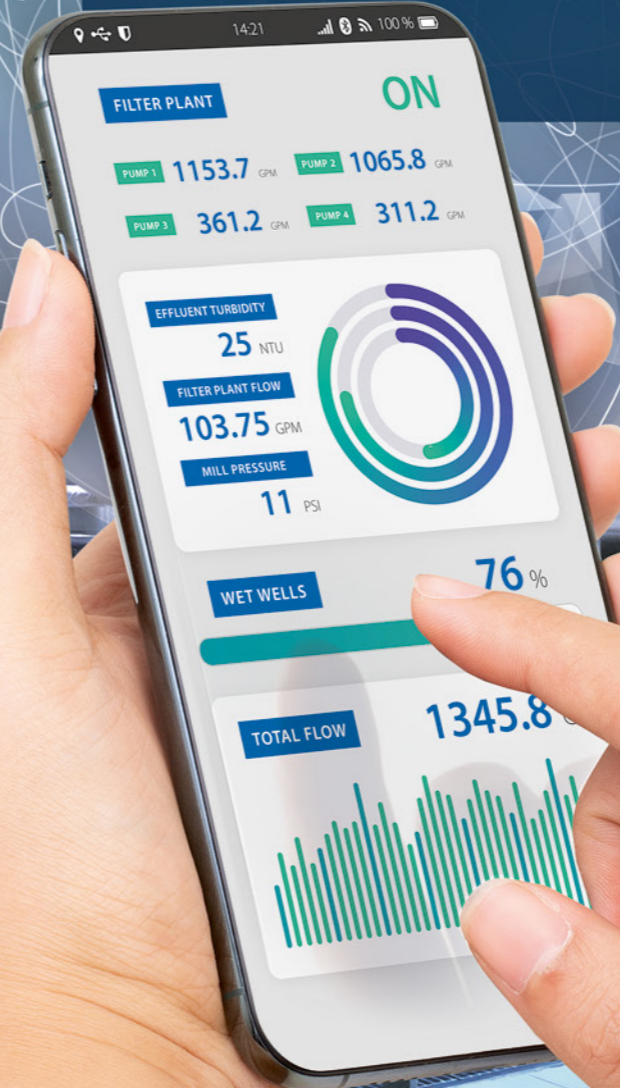 14:21 100 %
FILTER PLANT ON
PUMP 1 1153.7 GPM PUMP 2 1065.8 GPM
PUMP 3 361.2 GPM PUMP 4 311.2 GPM
EFFLUENT TURBIDITY
25 NTU
FILTER PLANT FLOW
103.75 GPM
MILL PRESSURE
11 PSI
WET WELLS 76 %
TOTAL FLOW 1345.8